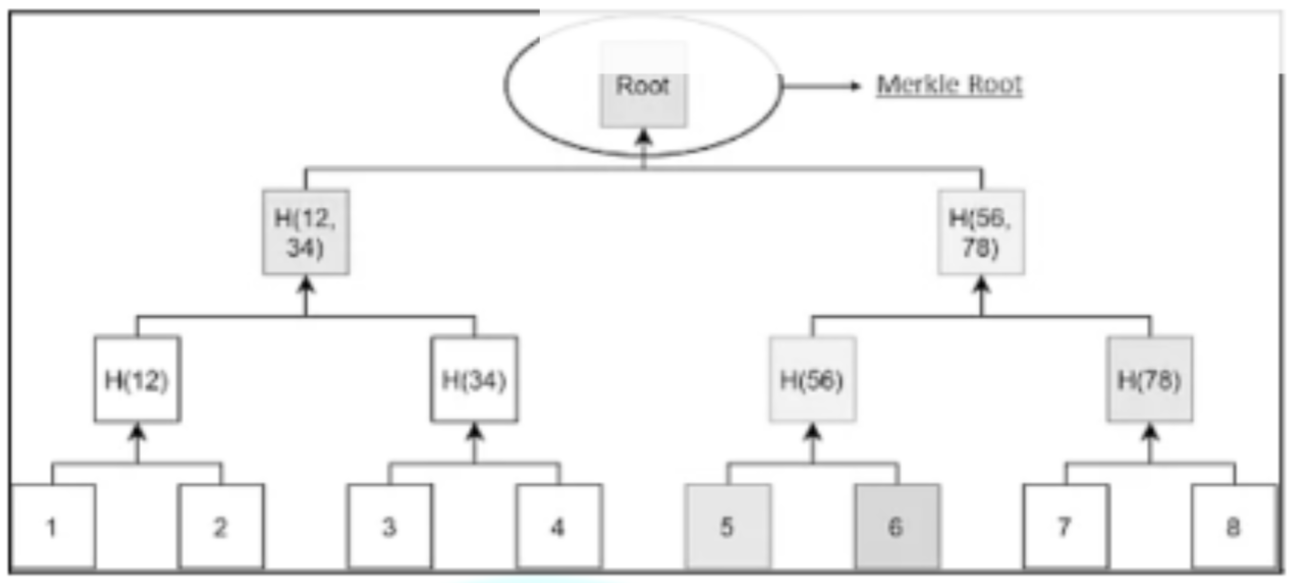 Root
Merkle Root
H(12,
34)
H(56,
78)
H(12)
H(34)
H(56)
H(78)
1
2
3
4
5
6
7
8